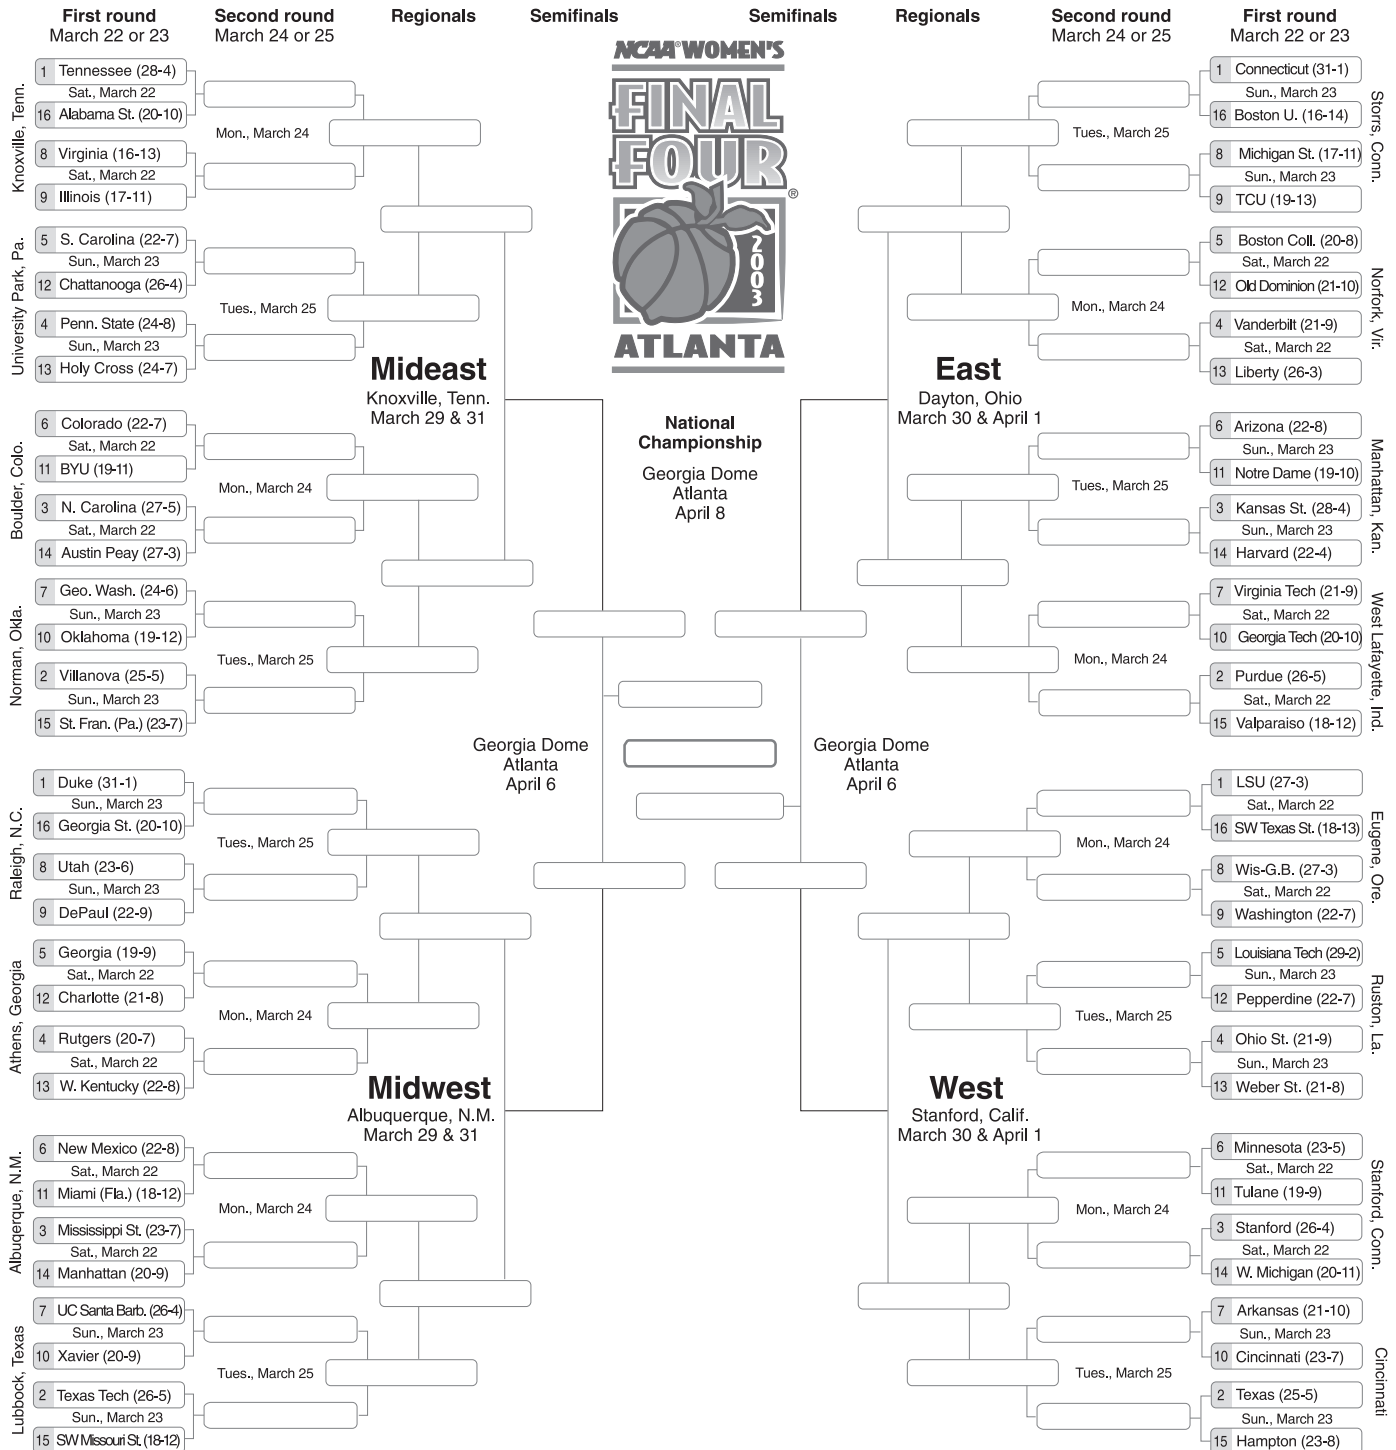 First round
March 22 or 23
Second round
March 24 or 25
Regionals
Semifinals
Semifinals
Regionals
Second round
March 24 or 25
First round
March 22 or 23
NCAA® WOMEN'S
FINAL
FOUR®
2003
ATLANTA
Knoxville, Tenn.
1 Tennessee (28-4)
Sat., March 22
16 Alabama St. (20-10)
Mon., March 24
8 Virginia (16-13)
Sat., March 22
9 Illinois (17-11)
University Park, Pa.
5 S. Carolina (22-7)
Sun., March 23
12 Chattanooga (26-4)
Tues., March 25
4 Penn. State (24-8)
Sun., March 23
13 Holy Cross (24-7)
Mideast
Knoxville, Tenn.
March 29 & 31
Boulder, Colo.
6 Colorado (22-7)
Sat., March 22
11 BYU (19-11)
Mon., March 24
3 N. Carolina (27-5)
Sat., March 22
14 Austin Peay (27-3)
Norman, Okla.
7 Geo. Wash. (24-6)
Sun., March 23
10 Oklahoma (19-12)
Tues., March 25
2 Villanova (25-5)
Sun., March 23
15 St. Fran. (Pa.) (23-7)
Georgia Dome
Atlanta
April 6
Raleigh, N.C.
1 Duke (31-1)
Sun., March 23
16 Georgia St. (20-10)
Tues., March 25
8 Utah (23-6)
Sun., March 23
9 DePaul (22-9)
Athens, Georgia
5 Georgia (19-9)
Sat., March 22
12 Charlotte (21-8)
Mon., March 24
4 Rutgers (20-7)
Sat., March 22
13 W. Kentucky (22-8)
Midwest
Albuquerque, N.M.
March 29 & 31
Albuqerque, N.M.
6 New Mexico (22-8)
Sat., March 22
11 Miami (Fla.) (18-12)
Mon., March 24
3 Mississippi St. (23-7)
Sat., March 22
14 Manhattan (20-9)
Lubbock, Texas
7 UC Santa Barb. (26-4)
Sun., March 23
10 Xavier (20-9)
Tues., March 25
2 Texas Tech (26-5)
Sun., March 23
15 SW Missouri St. (18-12)
National
Championship
Georgia Dome
Atlanta
April 8
1 Connecticut (31-1)
Sun., March 23
16 Boston U. (16-14)
Tues., March 25
8 Michigan St. (17-11)
Sun., March 23
9 TCU (19-13)
Storrs, Conn.
5 Boston Coll. (20-8)
Sat., March 22
12 Old Dominion (21-10)
Mon., March 24
4 Vanderbilt (21-9)
Sat., March 22
13 Liberty (26-3)
Norfork, Vir.
East
Dayton, Ohio
March 30 & April 1
6 Arizona (22-8)
Sun., March 23
11 Notre Dame (19-10)
Tues., March 25
3 Kansas St. (28-4)
Sun., March 23
14 Harvard (22-4)
Manhattan, Kan.
7 Virginia Tech (21-9)
Sat., March 22
10 Georgia Tech (20-10)
Mon., March 24
2 Purdue (26-5)
Sat., March 22
15 Valparaiso (18-12)
West Lafayette, Ind.
Georgia Dome
Atlanta
April 6
1 LSU (27-3)
Sat., March 22
16 SW Texas St. (18-13)
Mon., March 24
8 Wis-G.B. (27-3)
Sat., March 22
9 Washington (22-7)
Eugene, Ore.
5 Louisiana Tech (29-2)
Sun., March 23
12 Pepperdine (22-7)
Tues., March 25
4 Ohio St. (21-9)
Sun., March 23
13 Weber St. (21-8)
Ruston, La.
West
Stanford, Calif.
March 30 & April 1
6 Minnesota (23-5)
Sat., March 22
11 Tulane (19-9)
Mon., March 24
3 Stanford (26-4)
Sat., March 22
14 W. Michigan (20-11)
Stanford, Conn.
7 Arkansas (21-10)
Sun., March 23
10 Cincinnati (23-7)
Tues., March 25
2 Texas (25-5)
Sun., March 23
15 Hampton (23-8)
Cincinnati